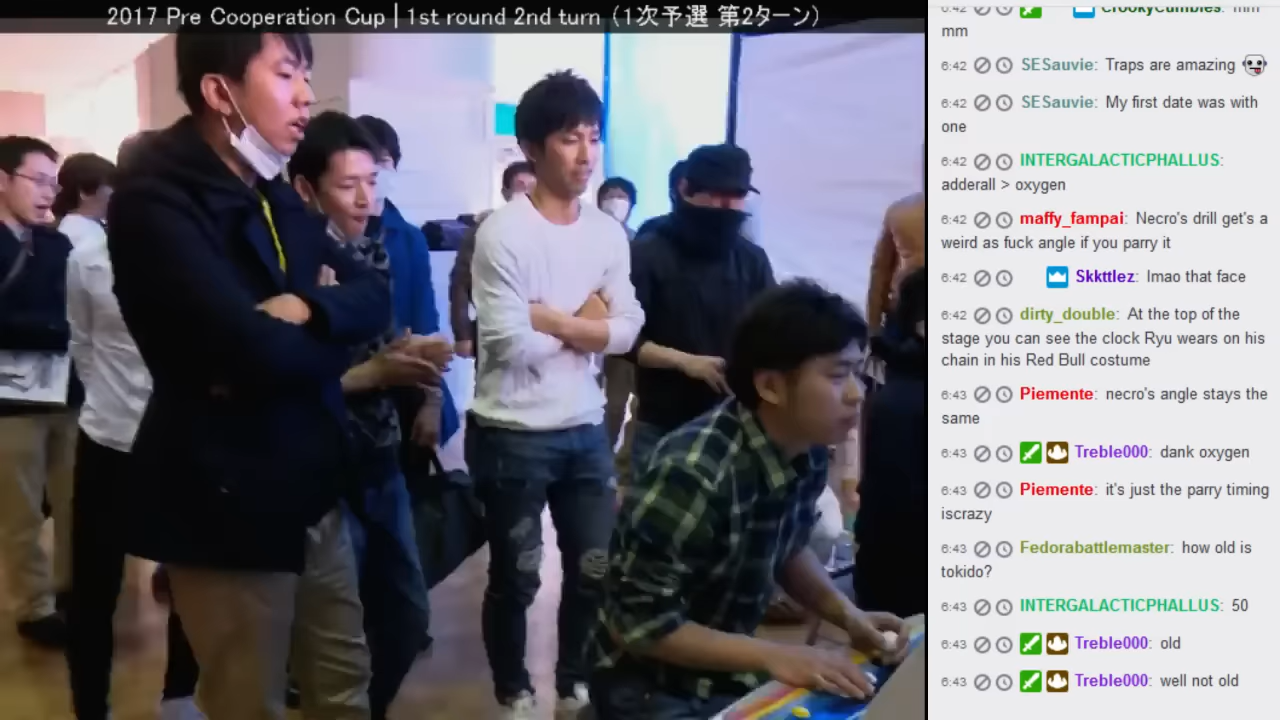 2017 Pre Cooperation Cup | 1st round 2nd turn (1次予選 第2ターン)
6:42 CrookyCumbles: mm
mm
6:42 SESauvie: Traps are amazing
6:42 SESauvie: My first date was with
one
6:42 INTERGALACTICPHALLUS:
adderall > oxygen
6:42 maffy_fampai: Necro's drill get's a
weird as fuck angle if you parry it
6:42 Skkttlez: lmao that face
6:42 dirty_double: At the top of the
stage you can see the clock Ryu wears on his
chain in his Red Bull costume
6:43 Piemente: necro's angle stays the
same
6:43 Treble000: dank oxygen
6:43 Piemente: it's just the parry timing
iscrazy
6:43 Fedorabattlemaster: how old is
tokido?
6:43 INTERGALACTICPHALLUS: 50
6:43 Treble000: old
6:43 Treble000: well not old